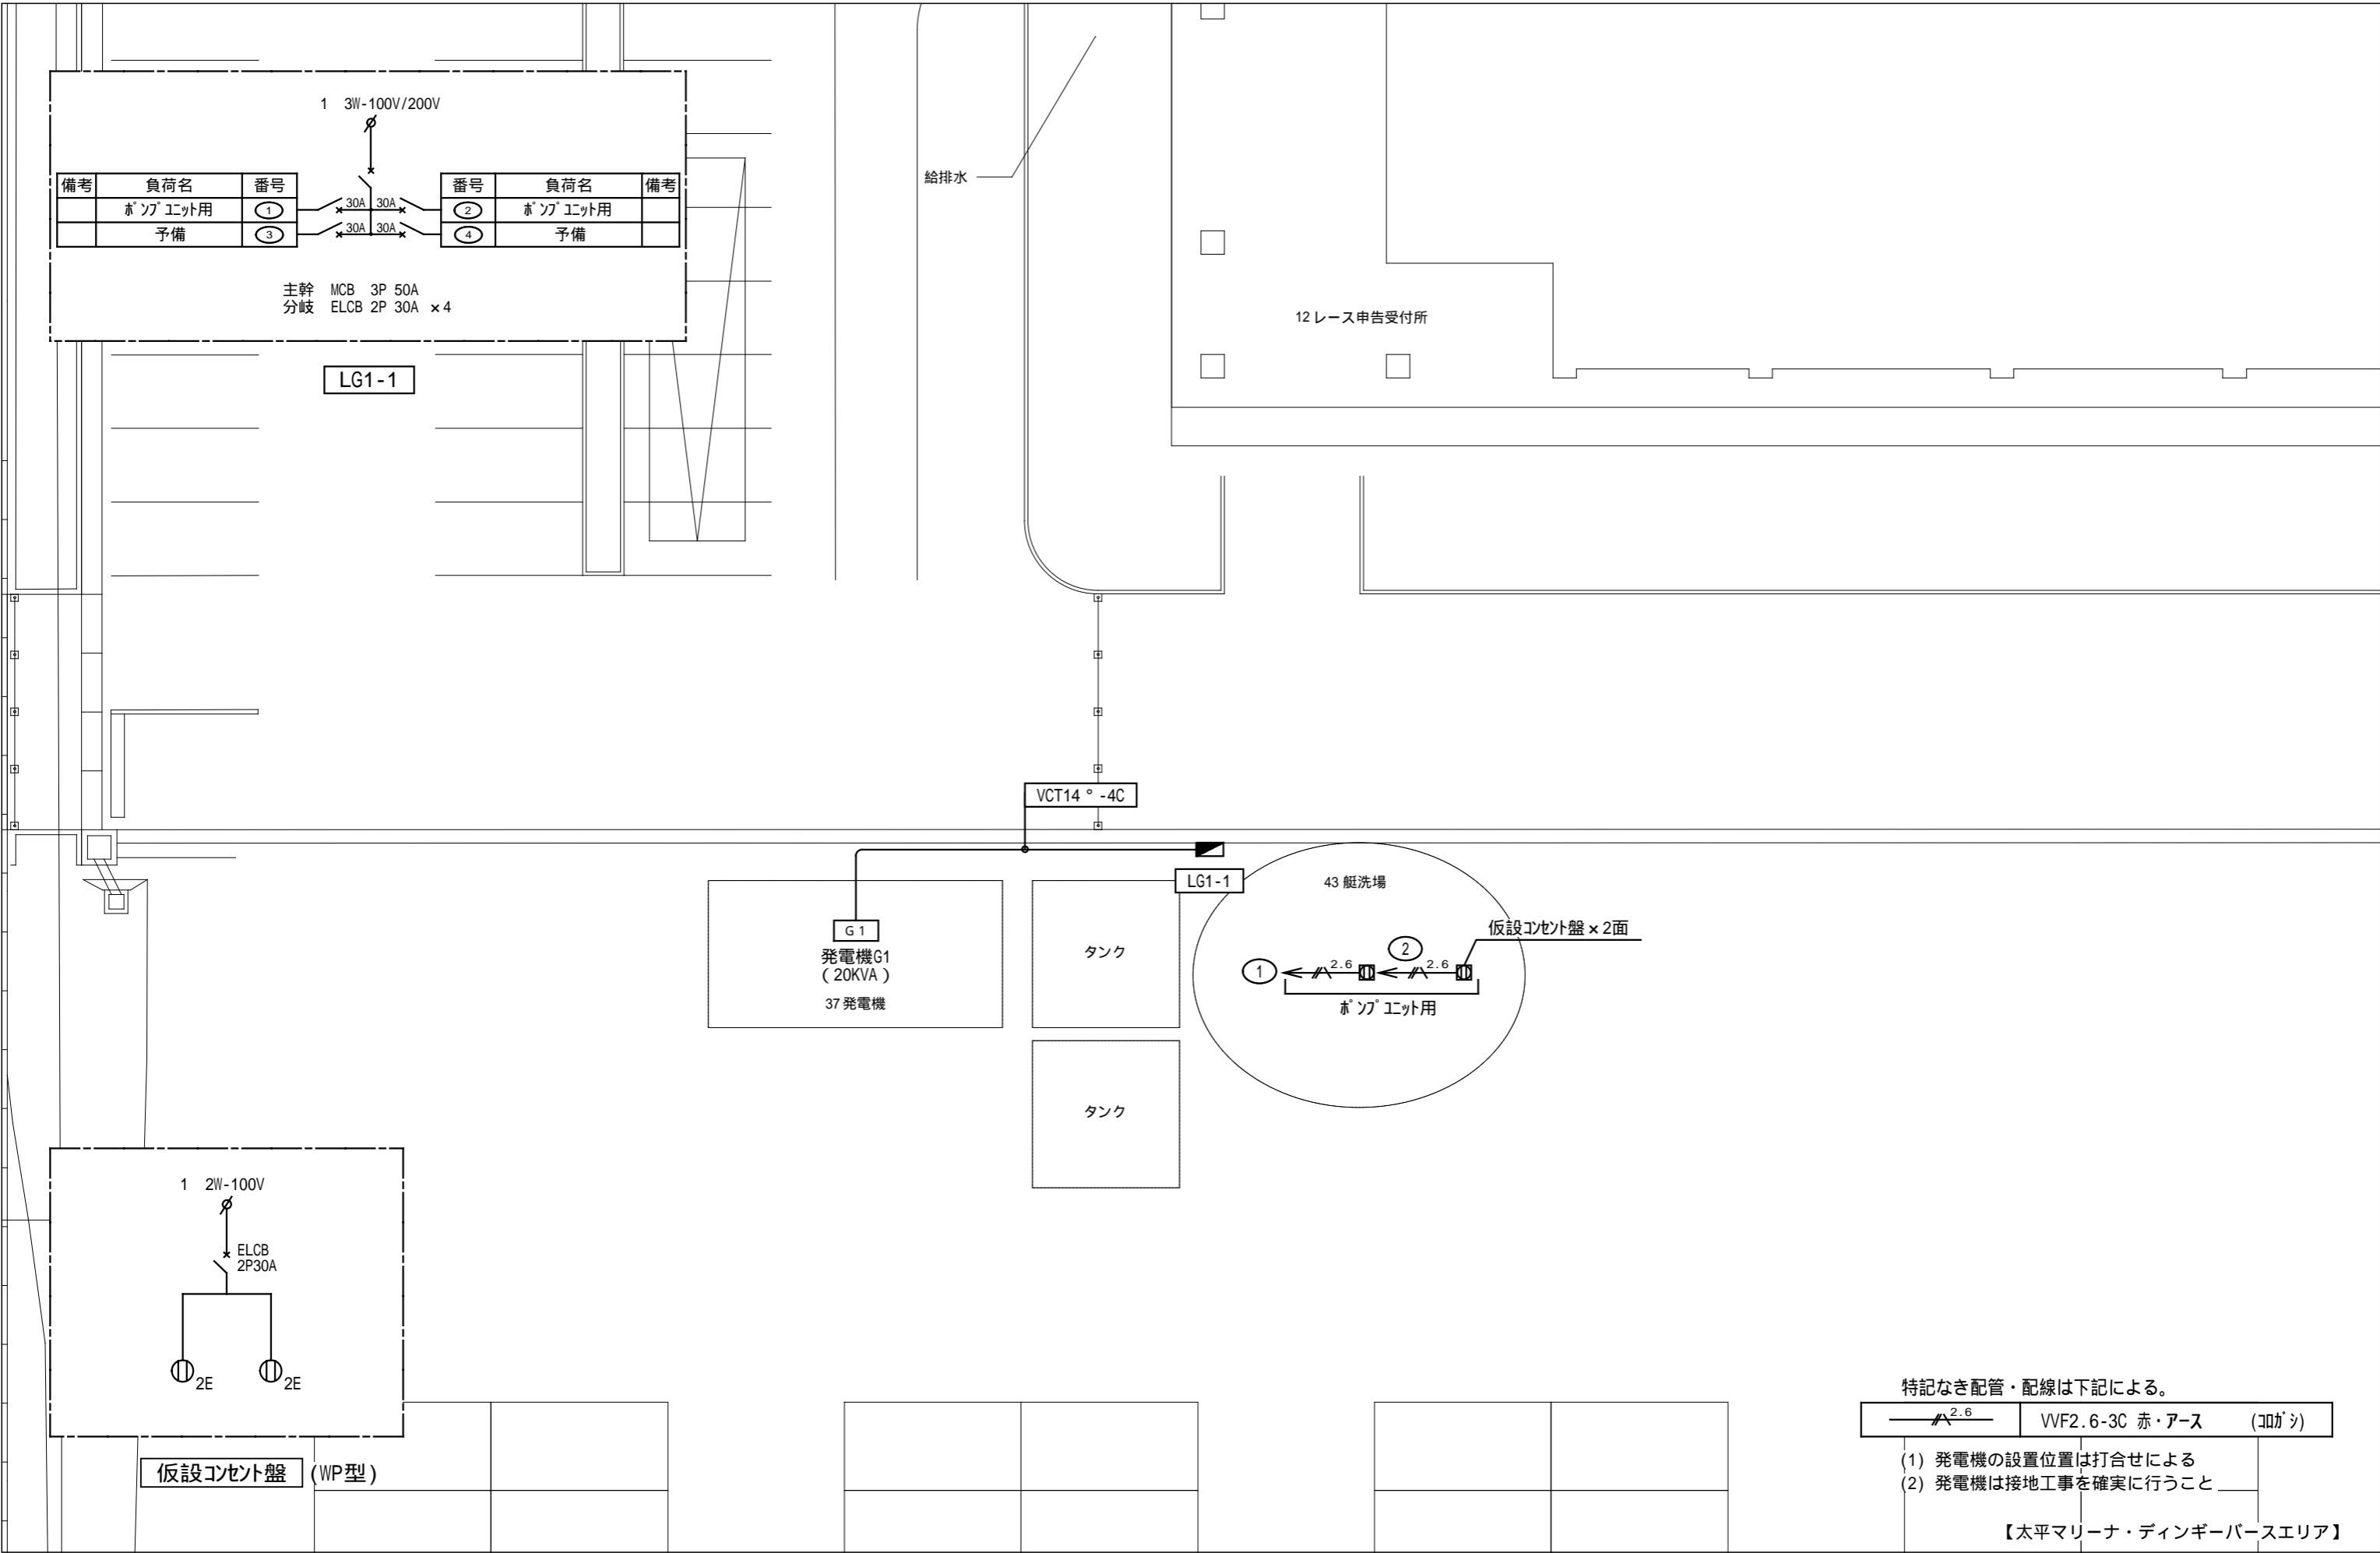 1 3W-100V/200V
備考 負荷名 番号
ポンプユニット用 ①
予備 ③
30A 30A
30A 30A
番号 負荷名 備考
② ポンプユニット用
④ 予備
主幹 MCB 3P 50A
分岐 ELCB 2P 30A ×4
LG1-1
給排水
12レース申告受付所
VCT14°-4C
LG1-1
G1
発電機G1
(20KVA)
37発電機
タンク
タンク
43 艇洗場
仮設コンセント盤×2面
① 2.6 ② 2.6
ポンプユニット用
1 2W-100V
ELCB
2P30A
2E 2E
仮設コンセント盤 (WP型)
特記なき配管・配線は下記による。
2.6 VVF2.6-3C 赤・アース (コロガシ)
(1) 発電機の設置位置は打合せによる
(2) 発電機は接地工事を確実に行うこと
【太平マリーナ・ディンギーバースエリア】